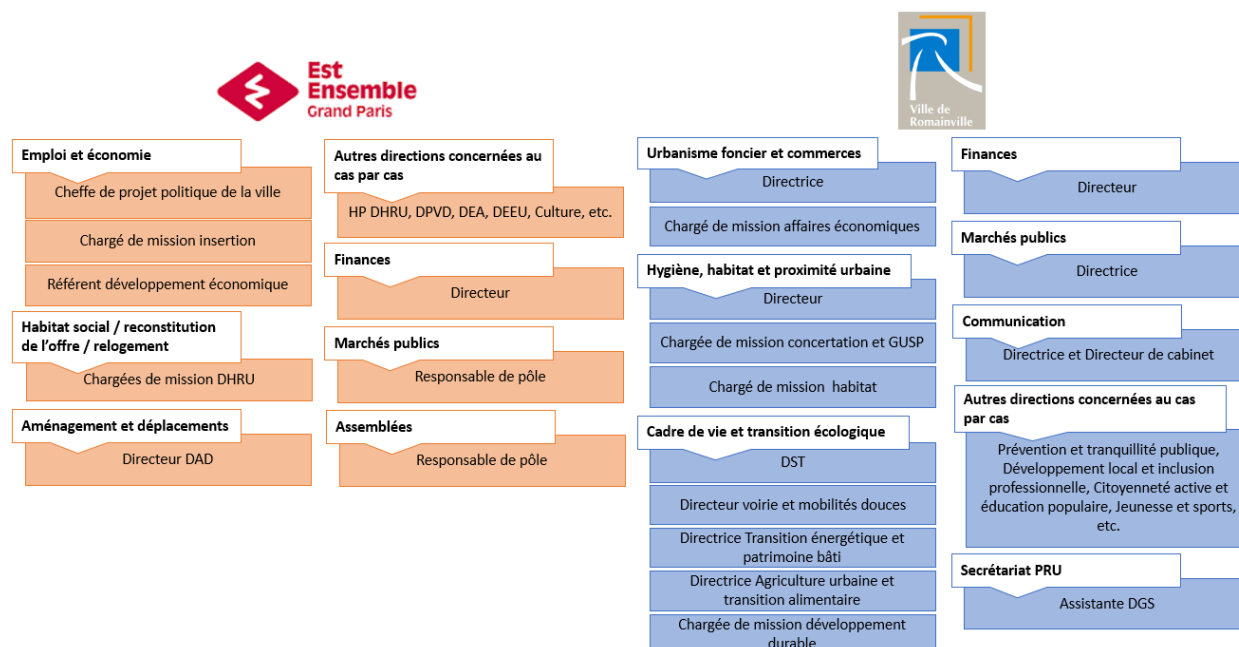 Est
Ensemble
Grand Paris
Ville de
Romainville
Emploi et économie
Cheffe de projet politique de la ville
Chargé de mission insertion
Référent développement économique
Habitat social / reconstitution
de l’offre / relogement
Chargées de mission DHRU
Aménagement et déplacements
Directeur DAD
Autres directions concernées au
cas par cas
HP DHRU, DPVD, DEA, DEEU, Culture, etc.
Finances
Directeur
Marchés publics
Responsable de pôle
Assemblées
Responsable de pôle
Urbanisme foncier et commerces
Directrice
Chargé de mission affaires économiques
Hygiène, habitat et proximité urbaine
Directeur
Chargée de mission concertation et GUSP
Chargé de mission habitat
Cadre de vie et transition écologique
DST
Directeur voirie et mobilités douces
Directrice Transition énergétique et
patrimoine bâti
Directrice Agriculture urbaine et
transition alimentaire
Chargée de mission développement
durable
Finances
Directeur
Marchés publics
Directrice
Communication
Directrice et Directeur de cabinet
Autres directions concernées au cas
par cas
Prévention et tranquillité publique,
Développement local et inclusion
professionnelle, Citoyenneté active et
éducation populaire, Jeunesse et sports,
etc.
Secrétariat PRU
Assistante DGS